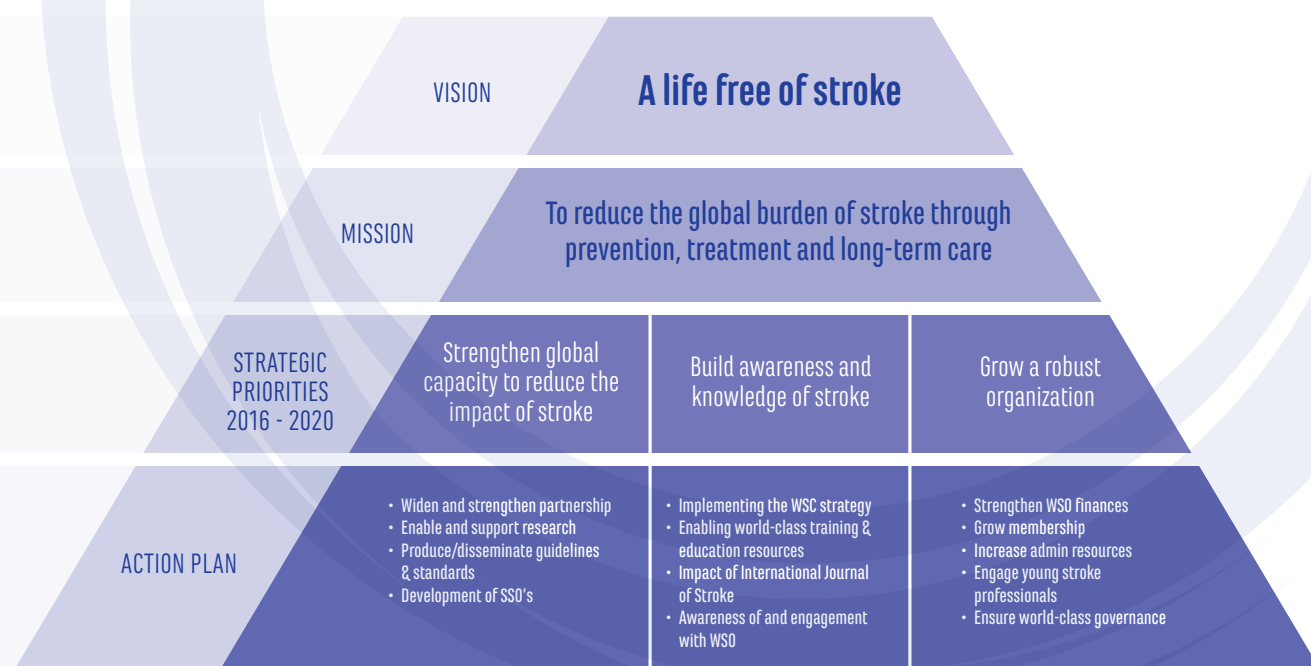 VISION
A life free of stroke
MISSION
To reduce the global burden of stroke through
prevention, treatment and long-term care
STRATEGIC
PRIORITIES
2016 - 2020
Strengthen global
capacity to reduce the
impact of stroke
Build awareness and
knowledge of stroke
Grow a robust
organization
ACTION PLAN
• Widen and strengthen partnership
• Enable and support research
• Produce/disseminate guidelines
& standards
• Development of SSO's
• Implementing the WSC strategy
• Enabling world-class training &
education resources
• Impact of International Journal
of Stroke
• Awareness of and engagement
with WSO
• Strengthen WSO finances
• Grow membership
• Increase admin resources
• Engage young stroke
professionals
• Ensure world-class governance